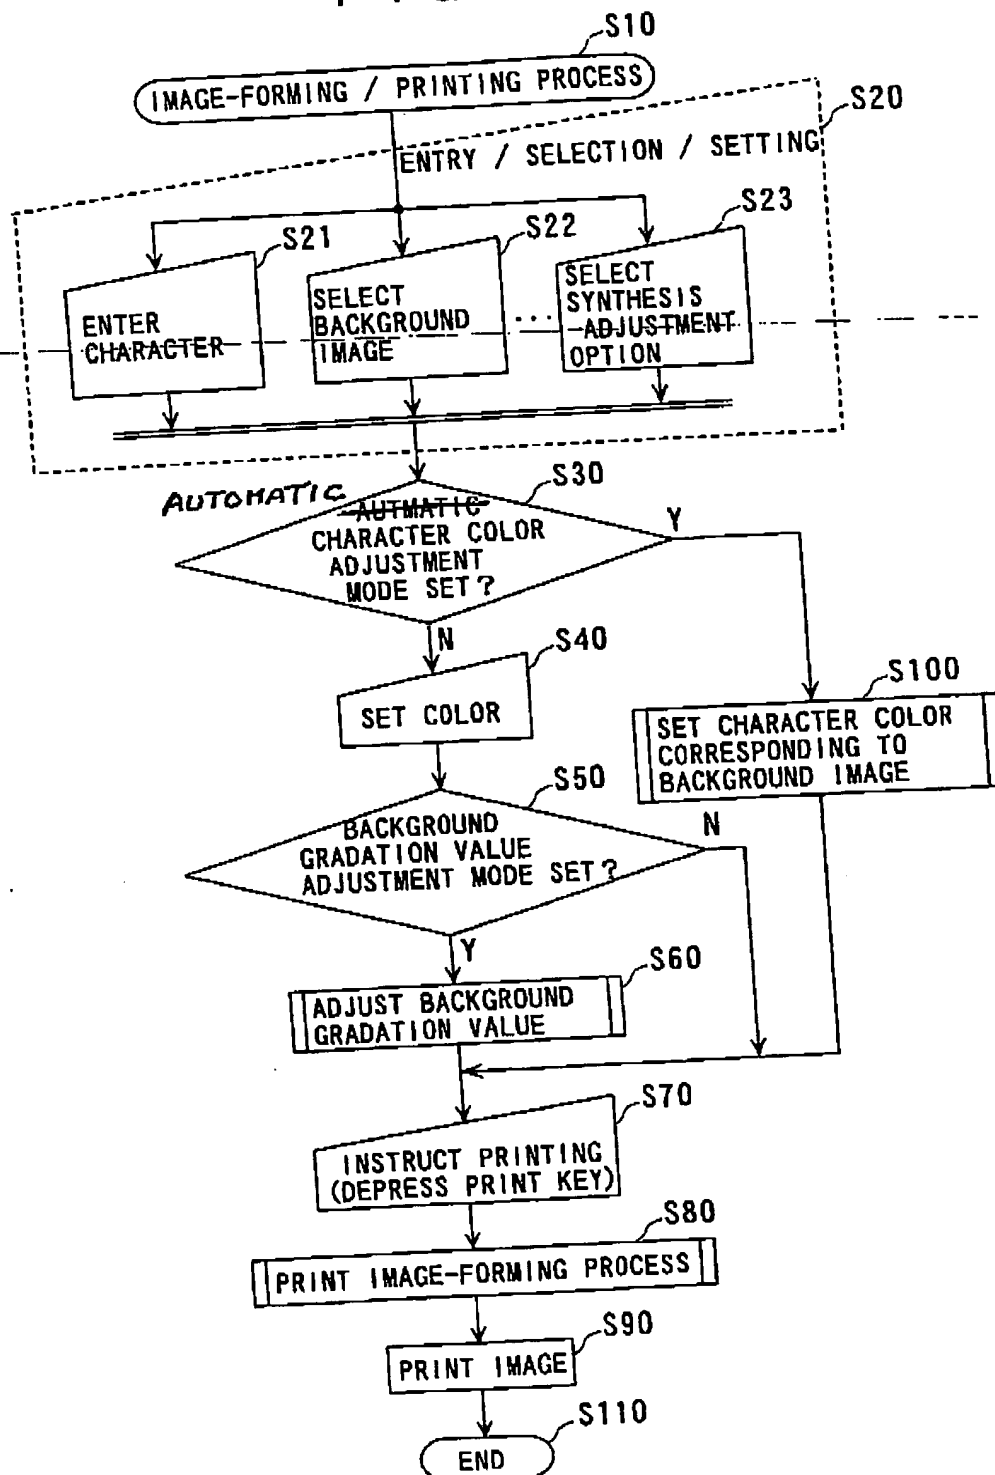 S10
IMAGE-FORMING / PRINTING PROCESS
S20
ENTRY / SELECTION / SETTING
S21
ENTER
CHARACTER
S22
SELECT
BACKGROUND
IMAGE
...
S23
SELECT
SYNTHESIS
ADJUSTMENT
OPTION
S30
AUTOMATIC
AUTMATIC
CHARACTER COLOR
ADJUSTMENT
MODE SET?
Y
N
S40
SET COLOR
S100
SET CHARACTER COLOR
CORRESPONDING TO
BACKGROUND IMAGE
S50
BACKGROUND
GRADATION VALUE
ADJUSTMENT MODE SET?
N
Y
S60
ADJUST BACKGROUND
GRADATION VALUE
S70
INSTRUCT PRINTING
(DEPRESS PRINT KEY)
S80
PRINT IMAGE-FORMING PROCESS
S90
PRINT IMAGE
S110
END